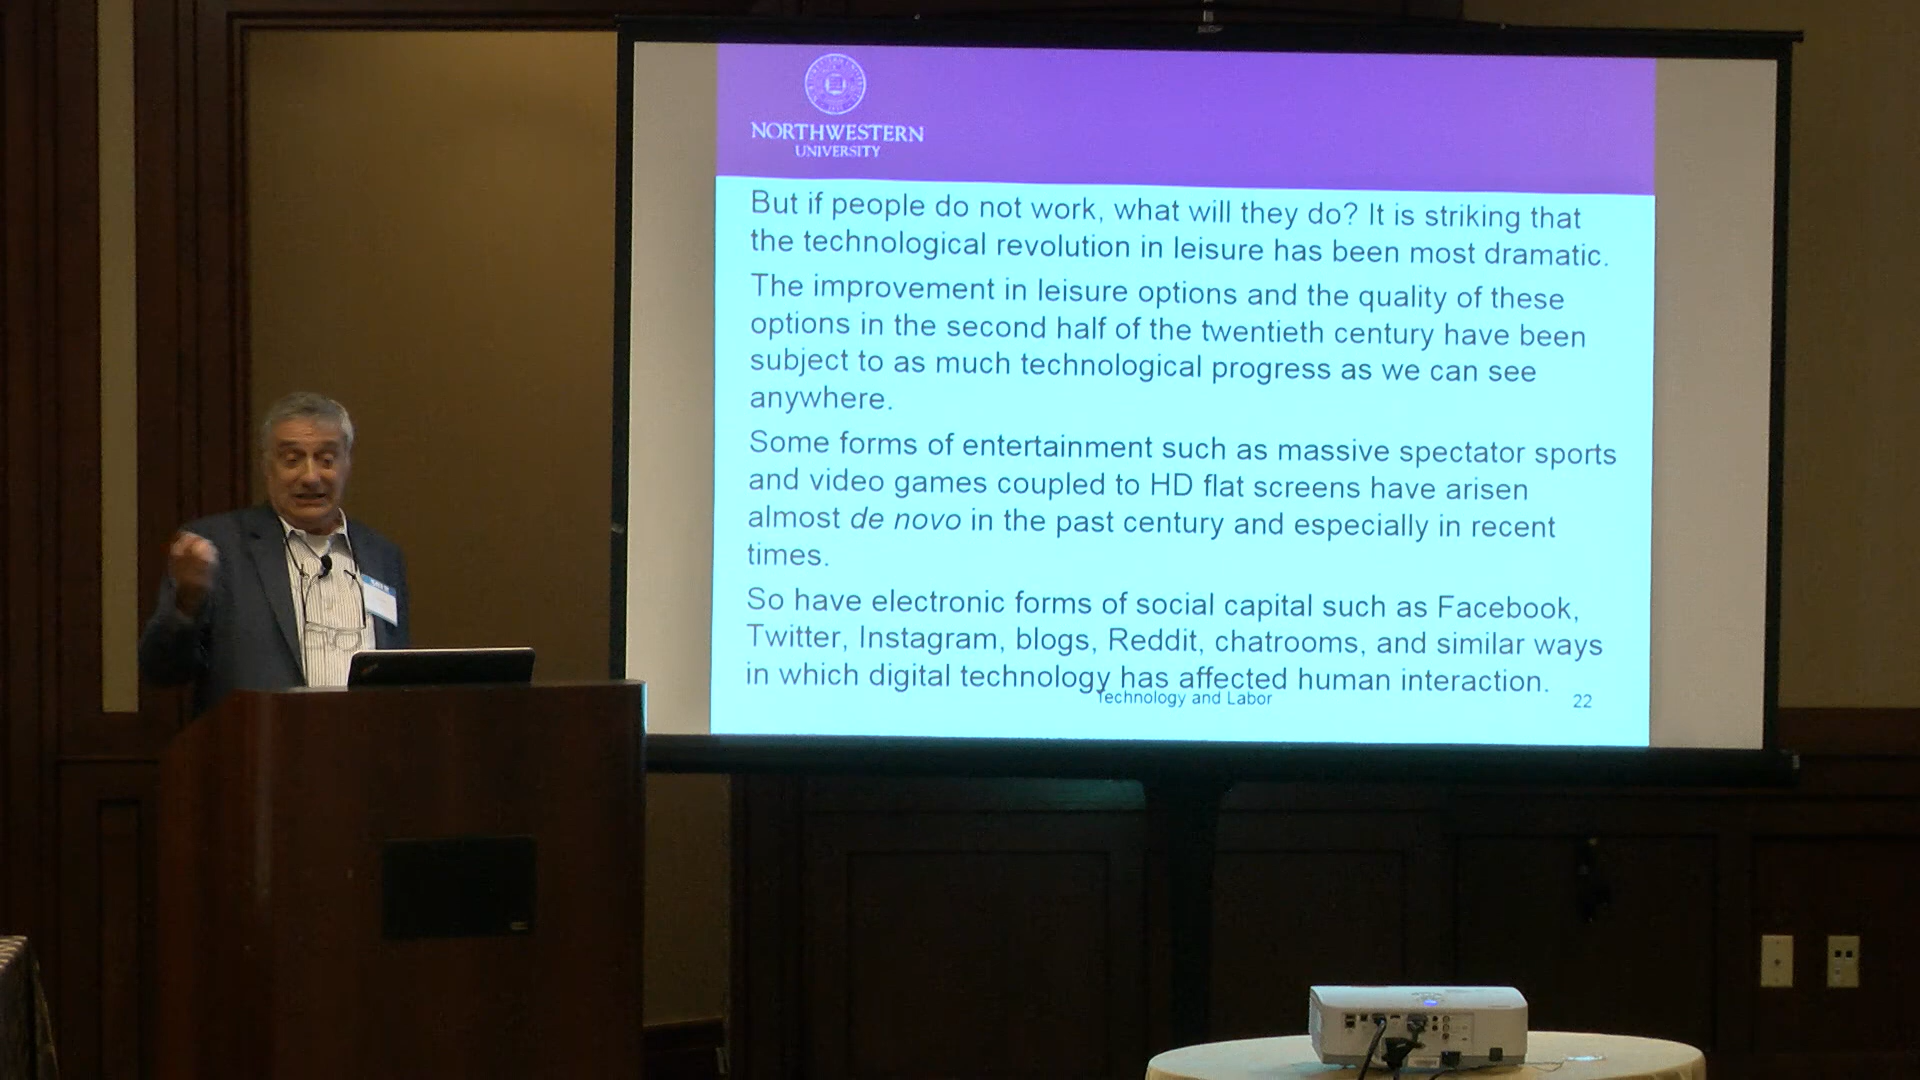 NORTHWESTERN
UNIVERSITY
But if people do not work, what will they do? It is striking that
the technological revolution in leisure has been most dramatic.
The improvement in leisure options and the quality of these
options in the second half of the twentieth century have been
subject to as much technological progress as we can see
anywhere.
Some forms of entertainment such as massive spectator sports
and video games coupled to HD flat screens have arisen
almost de novo in the past century and especially in recent
times.
So have electronic forms of social capital such as Facebook,
Twitter, Instagram, blogs, Reddit, chatrooms, and similar ways
in which digital technology has affected human interaction.
Technology and Labor
22